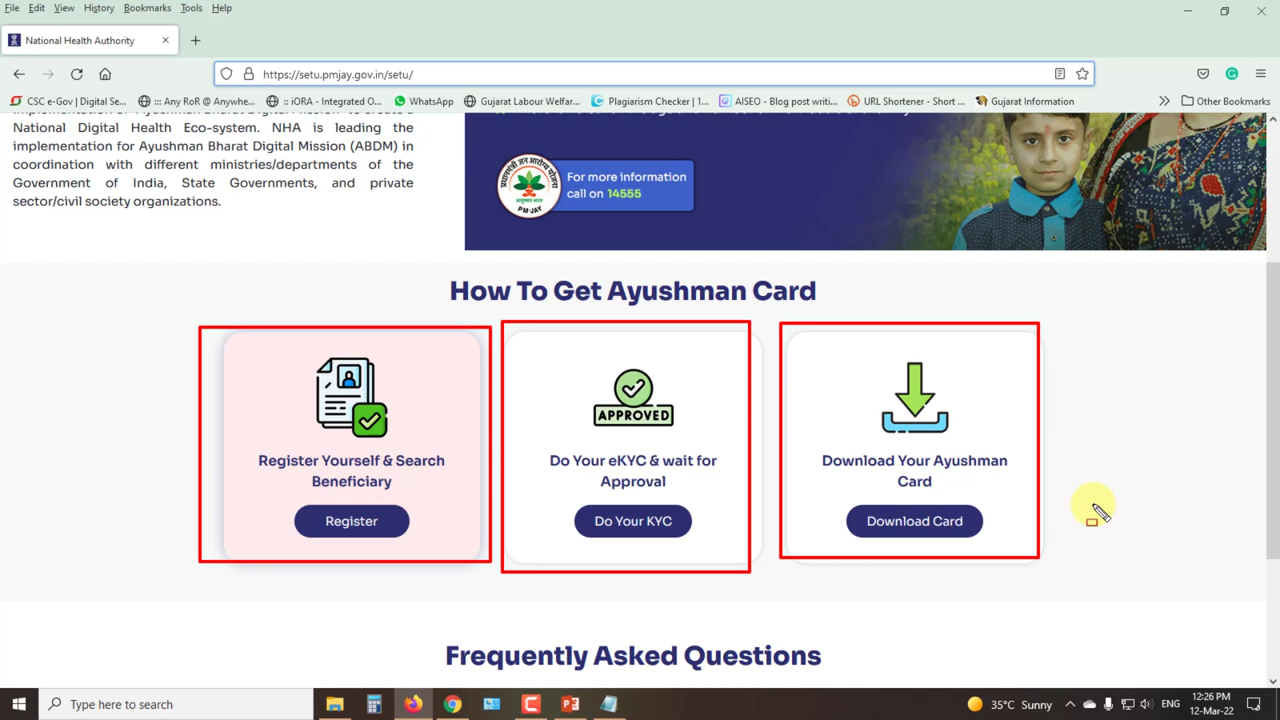 File Edit View History Bookmarks Tools Help
National Health Authority
https://setu.pmjay.gov.in/setu/
CSC e-Gov | Digital Se... ::: Any RoR @ Anywhe... :: iORA - Integrated O... WhatsApp Gujarat Labour Welfar... Plagiarism Checker | 1... AISEO - Blog post writi... URL Shortener - Short ... Gujarat Information Other Bookmarks
National Digital Health Eco-system. NHA is leading the
implementation for Ayushman Bharat Digital Mission (ABDM) in
coordination with different ministries/departments of the
Government of India, State Governments, and private
sector/civil society organizations.
प्रधानमंत्री जन आरोग्य योजना
PM-JAY
For more information
call on 14555
How To Get Ayushman Card
Register Yourself & Search
Beneficiary
Register
APPROVED
Do Your eKYC & wait for
Approval
Do Your KYC
Download Your Ayushman
Card
Download Card
Frequently Asked Questions
Type here to search
35°C Sunny
ENG
12:26 PM
12-Mar-22